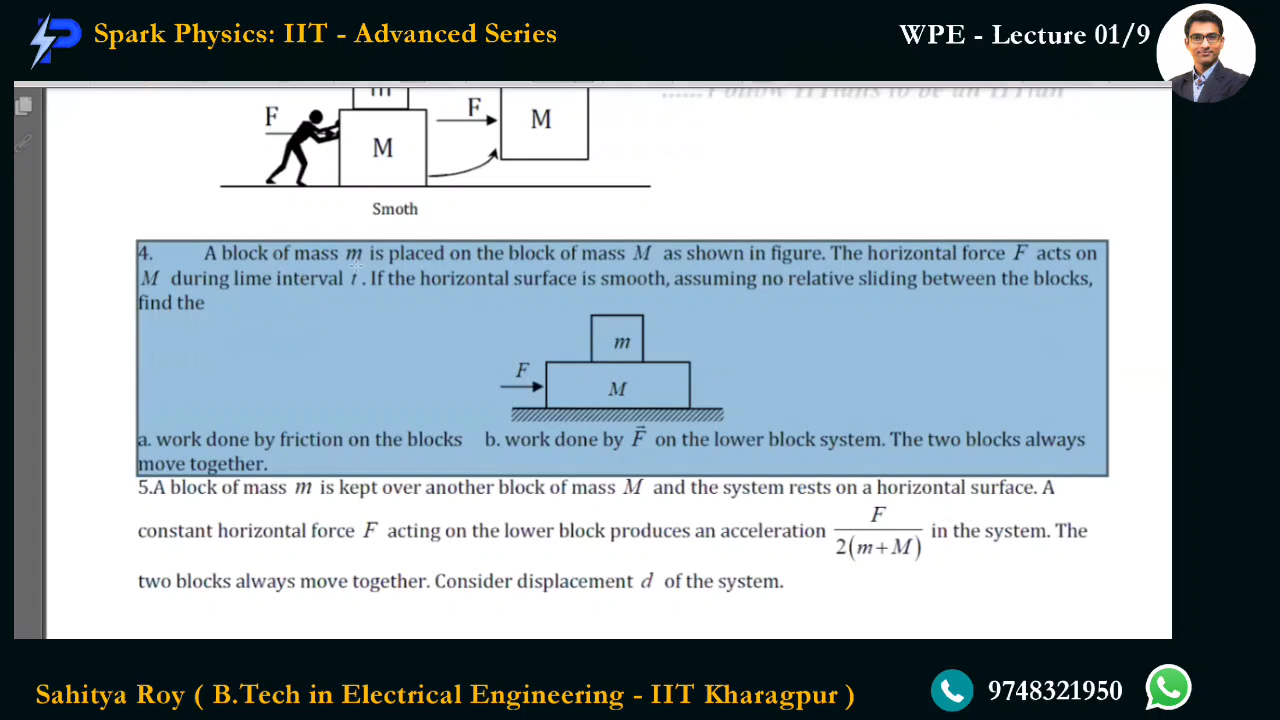 Spark Physics: IIT - Advanced Series
WPE - Lecture 01/9
......Follow IITians to be an IITian
m
F
M
F
M
Smoth
4. A block of mass m is placed on the block of mass M as shown in figure. The horizontal force F acts on
M during lime interval t. If the horizontal surface is smooth, assuming no relative sliding between the blocks,
find the
m
F
M
a. work done by friction on the blocks b. work done by F⃗ on the lower block system. The two blocks always
move together.
5.A block of mass m is kept over another block of mass M and the system rests on a horizontal surface. A
constant horizontal force F acting on the lower block produces an acceleration F/2(m+M) in the system. The
two blocks always move together. Consider displacement d of the system.
Sahitya Roy ( B.Tech in Electrical Engineering - IIT Kharagpur )
9748321950